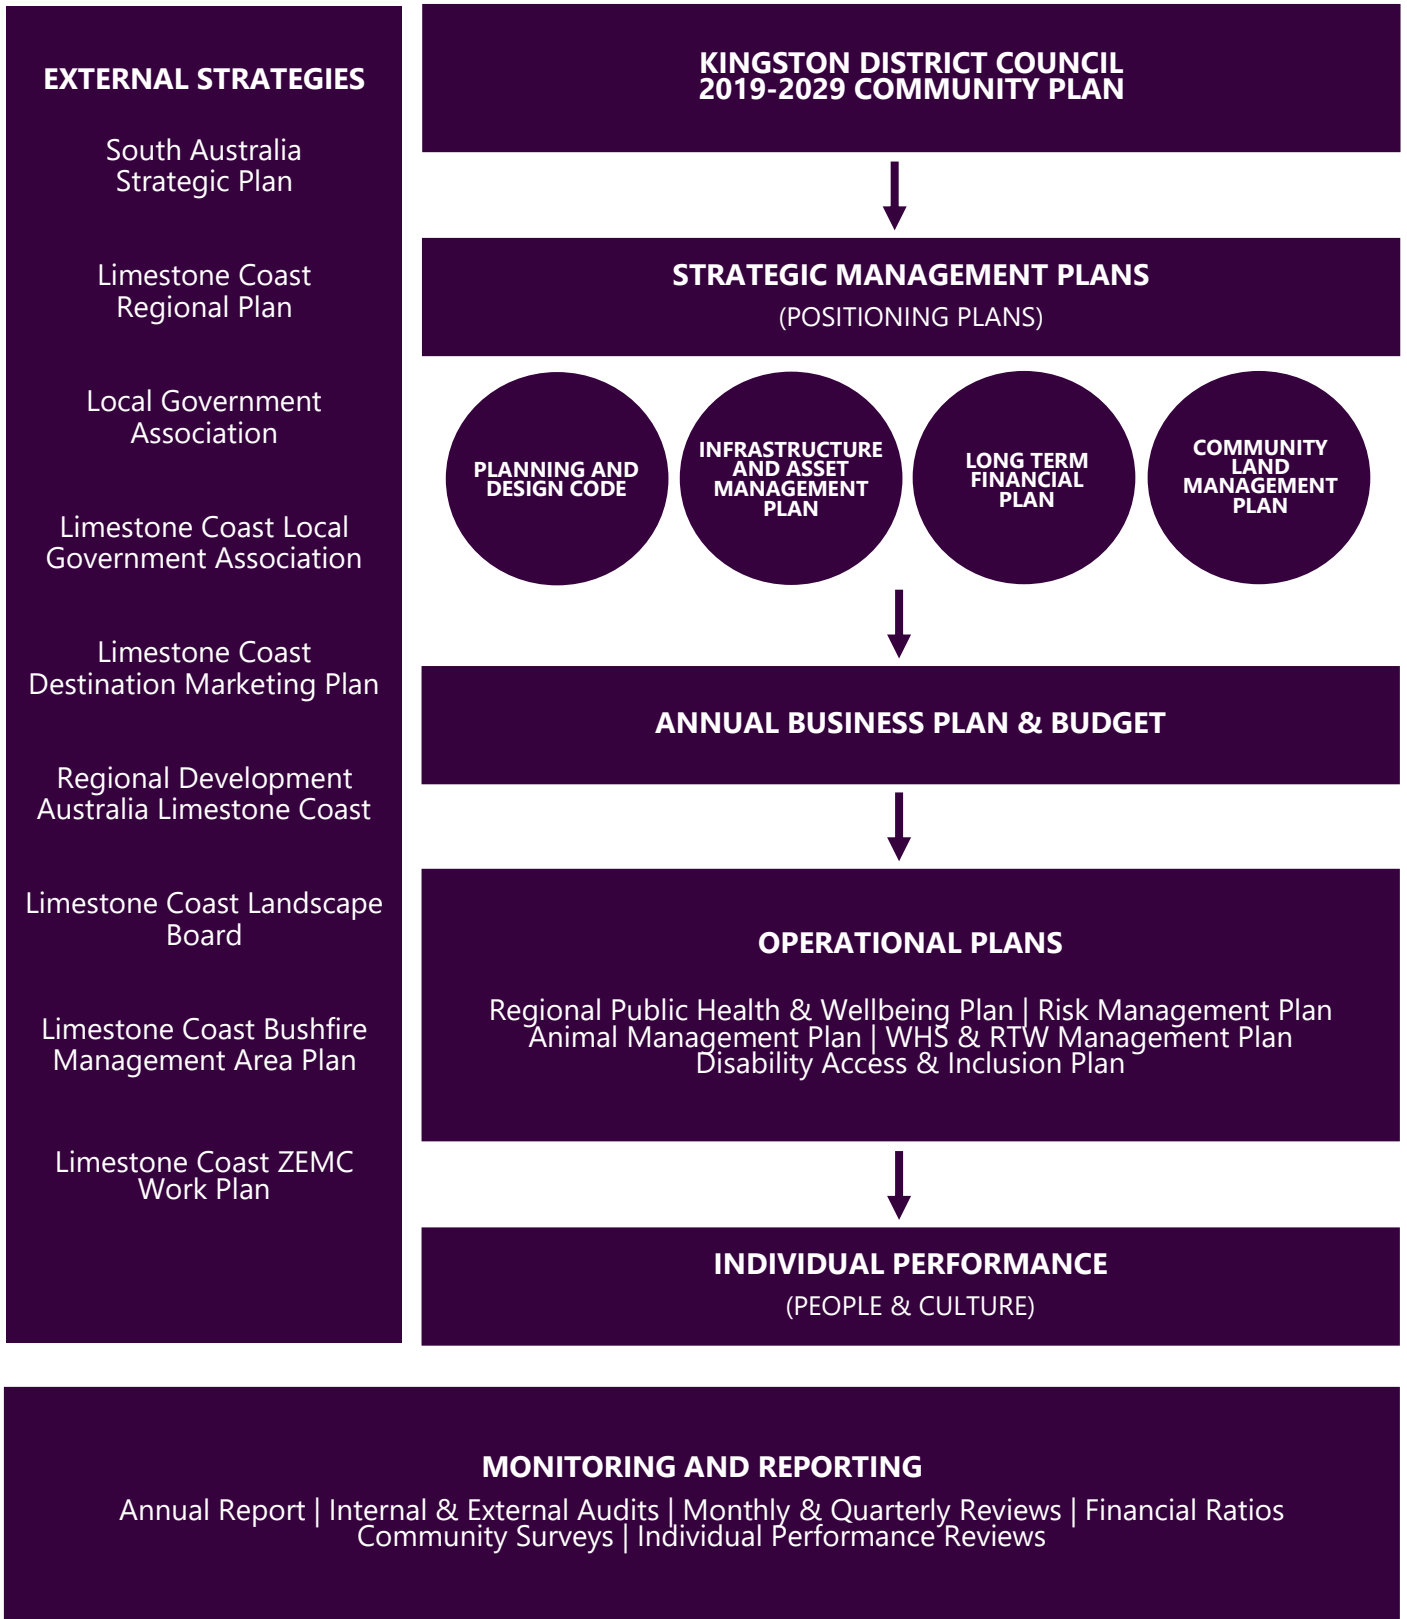 EXTERNAL STRATEGIES
South Australia
Strategic Plan
Limestone Coast
Regional Plan
Local Government
Association
Limestone Coast Local
Government Association
Limestone Coast
Destination Marketing Plan
Regional Development
Australia Limestone Coast
Limestone Coast Landscape
Board
Limestone Coast Bushfire
Management Area Plan
Limestone Coast ZEMC
Work Plan
KINGSTON DISTRICT COUNCIL
2019-2029 COMMUNITY PLAN
STRATEGIC MANAGEMENT PLANS
(POSITIONING PLANS)
PLANNING AND
DESIGN CODE
INFRASTRUCTURE
AND ASSET
MANAGEMENT
PLAN
LONG TERM
FINANCIAL
PLAN
COMMUNITY
LAND
MANAGEMENT
PLAN
ANNUAL BUSINESS PLAN & BUDGET
OPERATIONAL PLANS
Regional Public Health & Wellbeing Plan | Risk Management Plan
Animal Management Plan | WHS & RTW Management Plan
Disability Access & Inclusion Plan
INDIVIDUAL PERFORMANCE
(PEOPLE & CULTURE)
MONITORING AND REPORTING
Annual Report | Internal & External Audits | Monthly & Quarterly Reviews | Financial Ratios
Community Surveys | Individual Performance Reviews